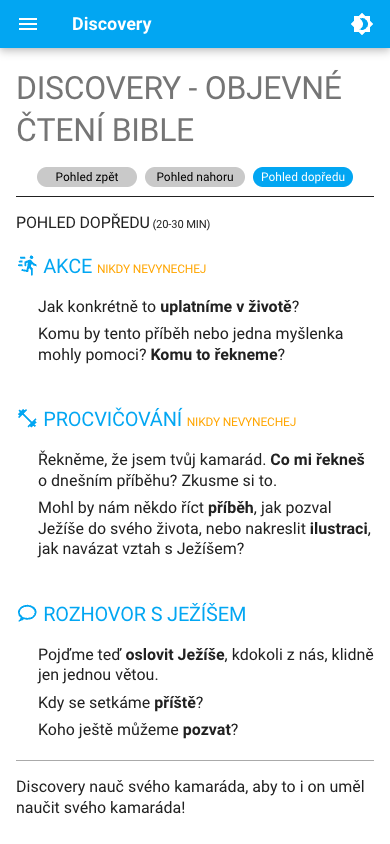 Discovery
DISCOVERY - OBJEVNÉ
ČTENÍ BIBLE
Pohled zpět
Pohled nahoru
Pohled dopředu
POHLED DOPŘEDU (20-30 MIN)
AKCE NIKDY NEVYNECHEJ
Jak konkrétně to uplatníme v životě?
Komu by tento příběh nebo jedna myšlenka
mohly pomoci? Komu to řekneme?
PROCVIČOVÁNÍ NIKDY NEVYNECHEJ
Řekněme, že jsem tvůj kamarád. Co mi řekneš
o dnešním příběhu? Zkusme si to.
Mohl by nám někdo říct příběh, jak pozval
Ježíše do svého života, nebo nakreslit ilustraci,
jak navázat vztah s Ježíšem?
ROZHOVOR S JEŽÍŠEM
Pojďme teď oslovit Ježíše, kdokoli z nás, klidně
jen jednou větou.
Kdy se setkáme příště?
Koho ještě můžeme pozvat?
Discovery nauč svého kamaráda, aby to i on uměl
naučit svého kamaráda!